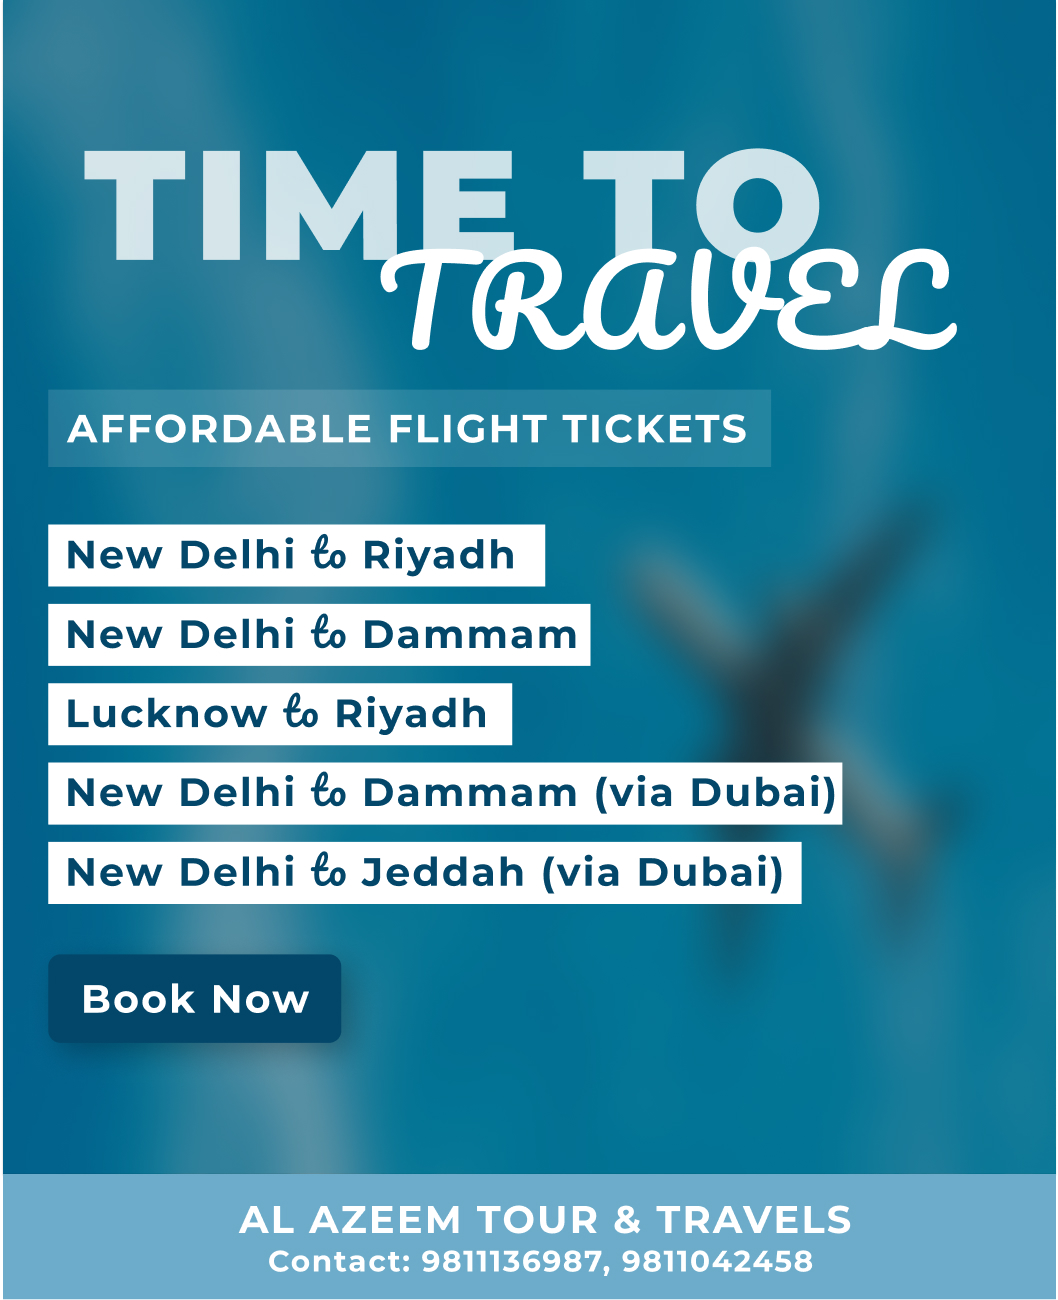 TIME TO
TRAVEL
AFFORDABLE FLIGHT TICKETS
New Delhi to Riyadh
New Delhi to Dammam
Lucknow to Riyadh
New Delhi to Dammam (via Dubai)
New Delhi to Jeddah (via Dubai)
Book Now
AL AZEEM TOUR & TRAVELS
Contact: 9811136987, 9811042458